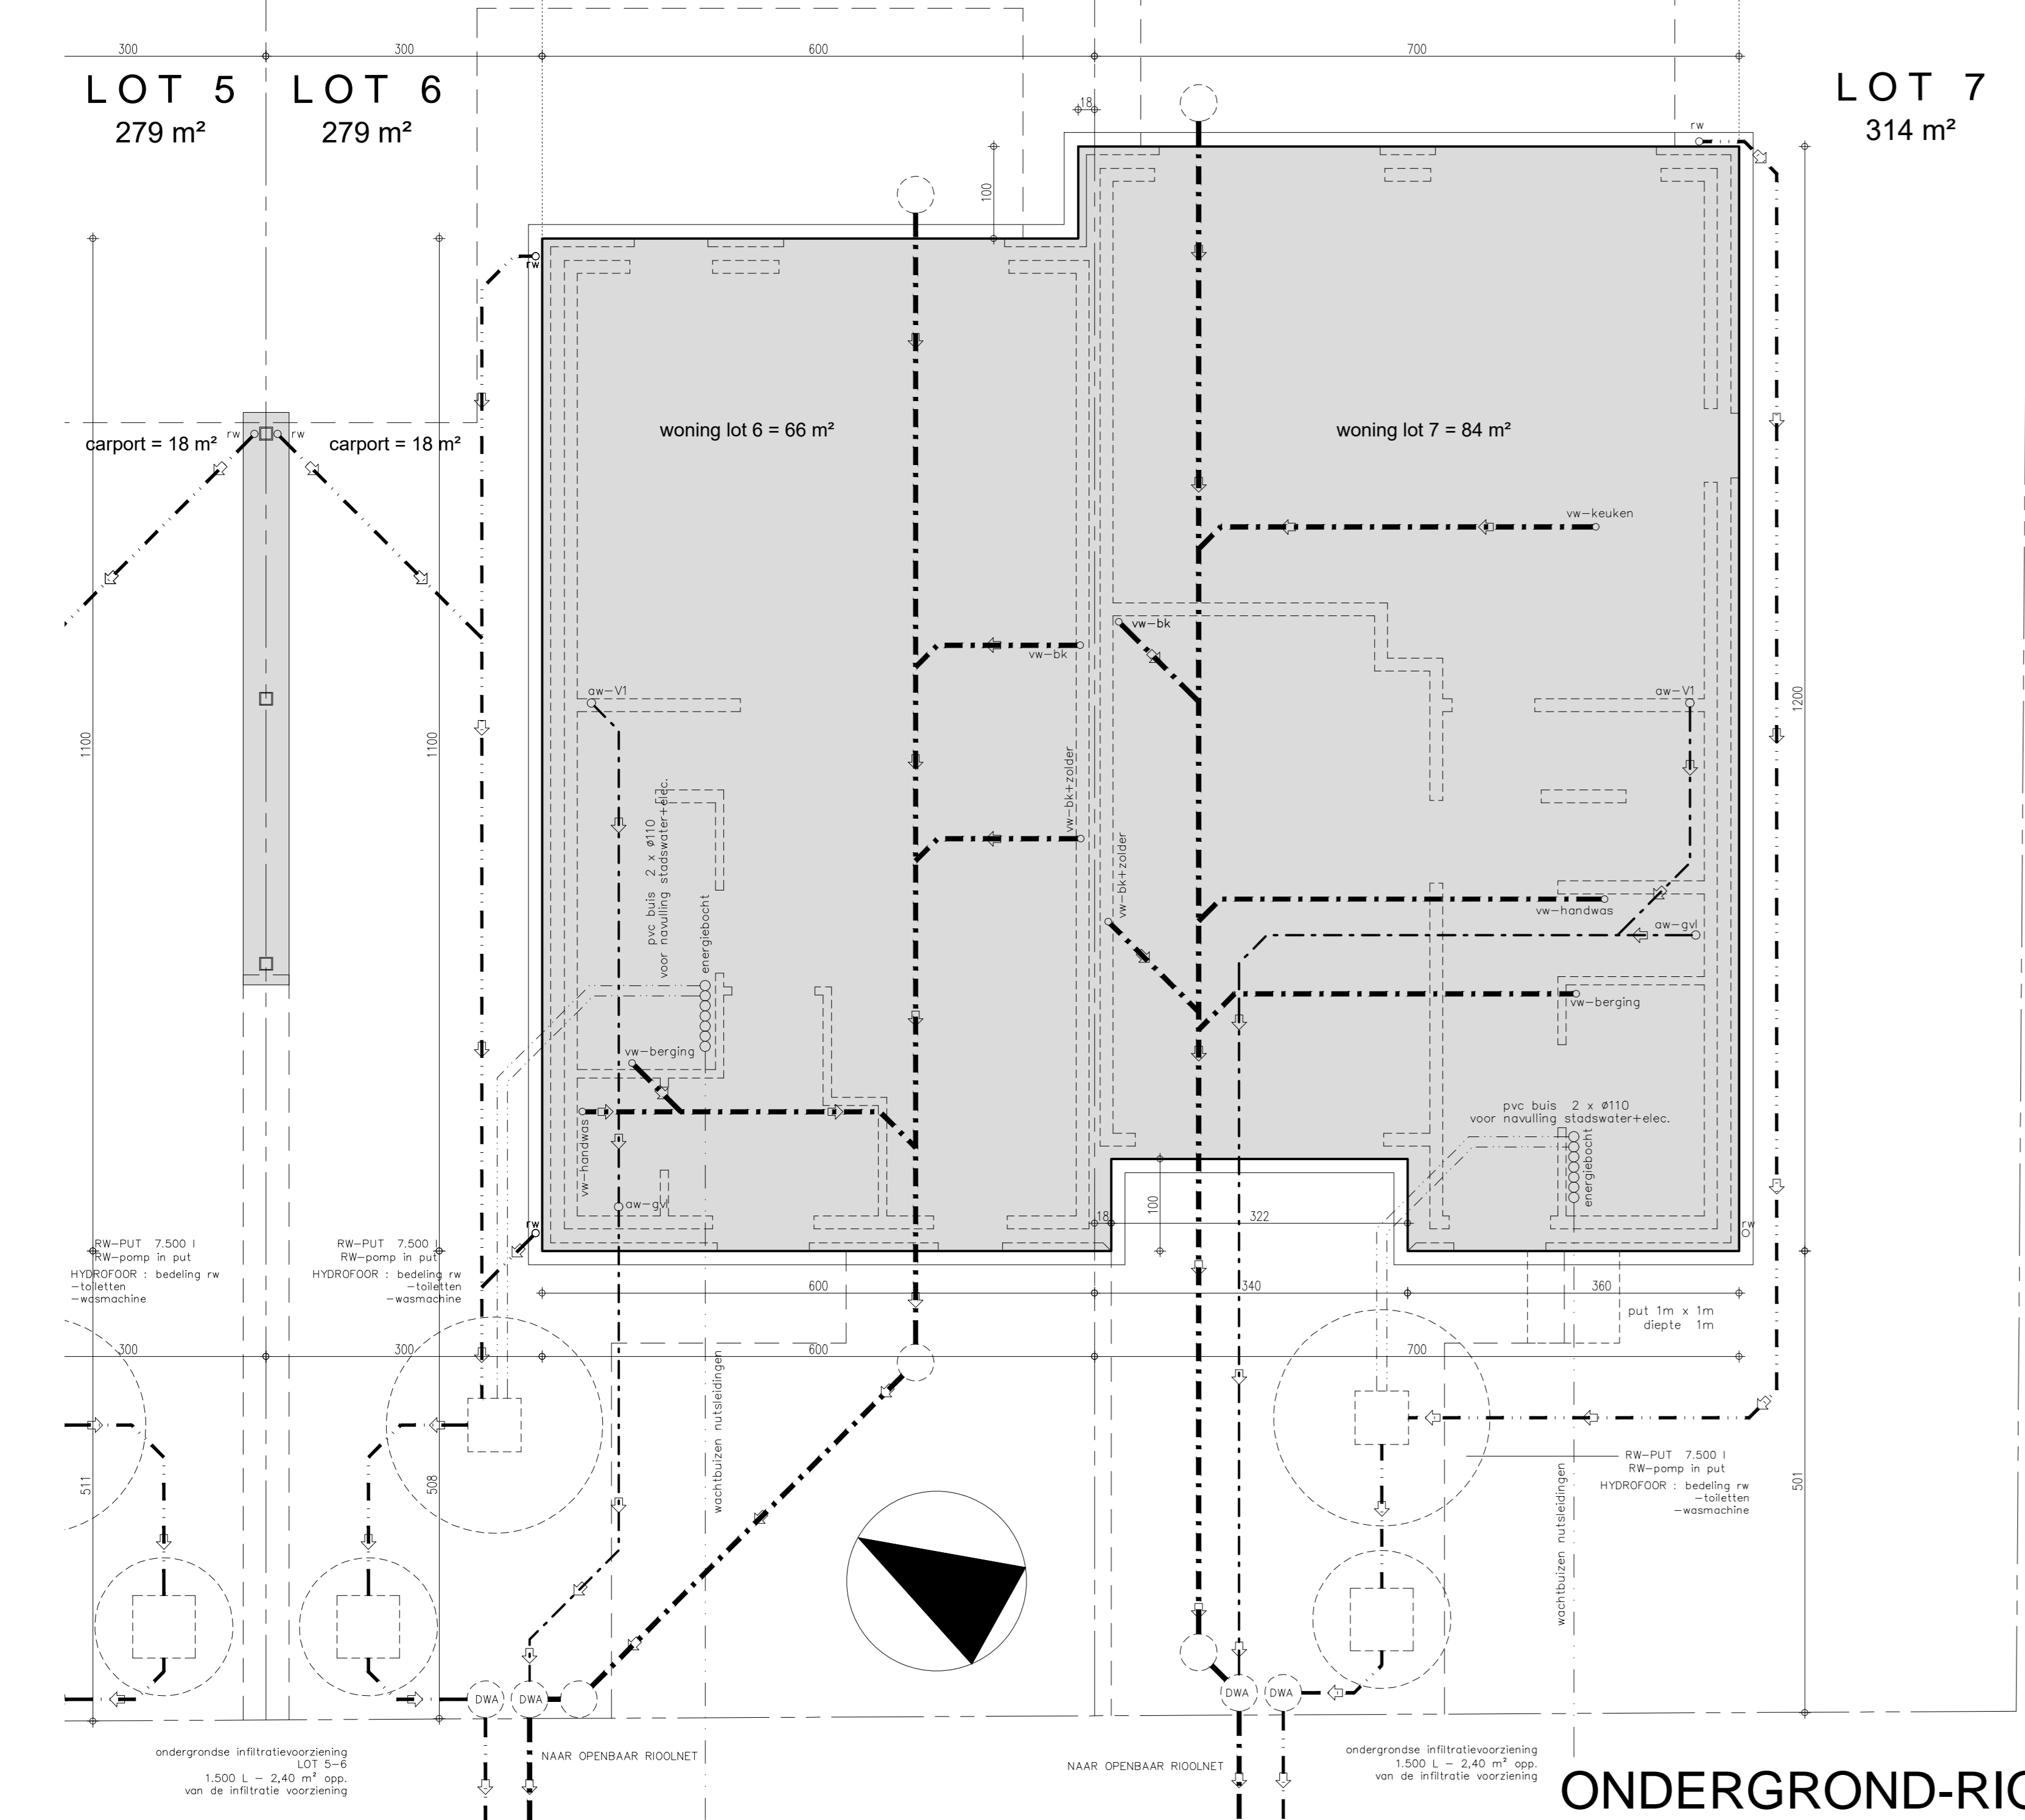 300
300
600
700
LOT 5
279 m²
LOT 6
279 m²
LOT 7
314 m²
18
100
rw
rw
carport = 18 m²
rw
rw
carport = 18 m²
woning lot 6 = 66 m²
woning lot 7 = 84 m²
vw-keuken
vw-bk
vw-bk
aw-V1
aw-V1
1100
1100
1200
pvc buis 2 x ø110
voor navulling stadswater+elec.
energiebocht
vw-bk+zolder
vw-bk+zolder
vw-handwas
aw-gvl
vw-berging
vw-berging
vw-handwas
aw-gvl
pvc buis 2 x ø110
voor navulling stadswater+elec.
energiebocht
100
18
322
rw
rw
RW-PUT 7.500 l
RW-pomp in put
HYDROFOOR : bedeling rw
-toiletten
-wasmachine
RW-PUT 7.500 l
RW-pomp in put
HYDROFOOR : bedeling rw
-toiletten
-wasmachine
600
340
360
put 1m x 1m
diepte 1m
300
300
600
700
wachtbuizen nutsleidingen
RW-PUT 7.500 l
RW-pomp in put
HYDROFOOR : bedeling rw
-toiletten
-wasmachine
wachtbuizen nutsleidingen
511
508
501
DWA
DWA
DWA
DWA
ondergrondse infiltratievoorziening
LOT 5-6
1.500 L - 2,40 m² opp.
van de infiltratie voorziening
NAAR OPENBAAR RIOOLNET
NAAR OPENBAAR RIOOLNET
ondergrondse infiltratievoorziening
1.500 L - 2,40 m² opp.
van de infiltratie voorziening
ONDERGROND-RIO